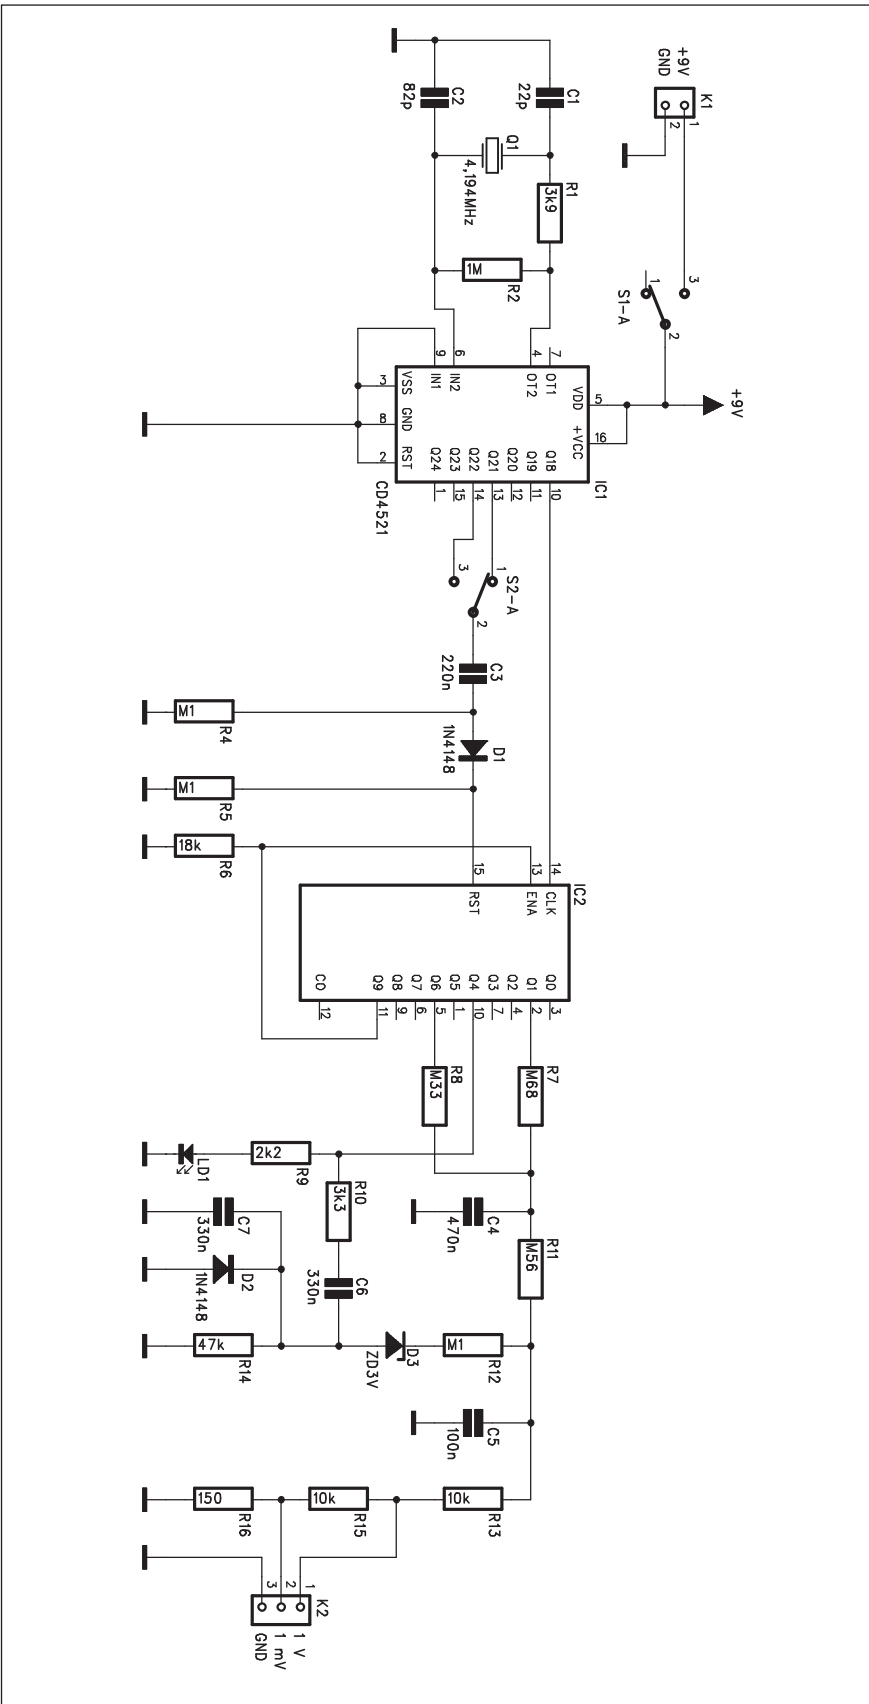 K1
+9V
GND
1
2
C1
22p
C2
82p
Q1
4,194MHz
R1
3k9
R2
1M
S1-A
1
3
2
+9V
IC1
CD4521
7
4
6
9
OT1
OT2
IN2
IN1
VDD
5
+VCC
16
VSS
3
GND
8
RST
2
Q18
Q19
Q20
Q21
Q22
Q23
Q24
10
11
12
13
14
15
1
S2-A
1
3
2
C3
220n
D1
1N4148
R4
M1
R5
M1
R6
18k
IC2
14
13
15
CLK
ENA
RST
Q0
Q1
Q2
Q3
Q4
Q5
Q6
Q7
Q8
Q9
CO
3
2
4
7
10
1
5
6
9
11
12
R7
M68
R8
M33
R9
2k2
LD1
R10
3k3
C4
470n
C7
330n
R11
M56
D2
1N4148
C6
330n
D3
ZD3V
R12
M1
R14
47k
C5
100n
R13
10k
R15
10k
R16
150
K2
1
2
3
1 V
1 mV
GND